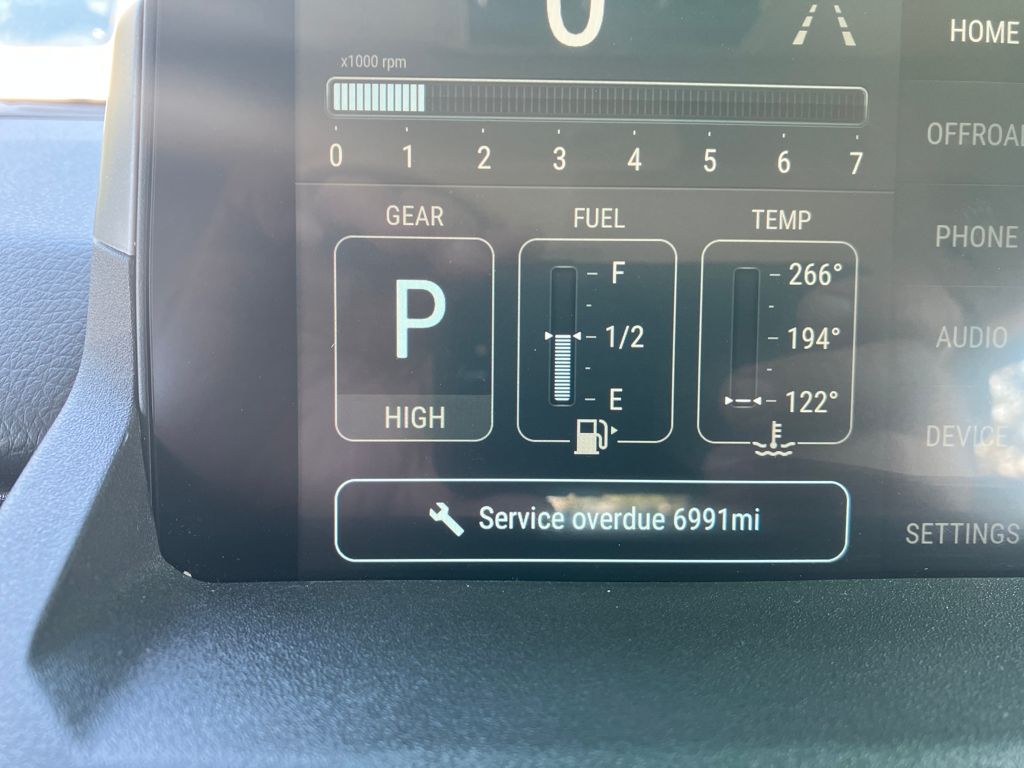 0
HOME
x1000 rpm
0 1 2 3 4 5 6 7
OFFROA
GEAR FUEL TEMP
PHONE
P
HIGH
F
1/2
E
266°
194°
122°
AUDIO
DEVICE
Service overdue 6991mi
SETTINGS